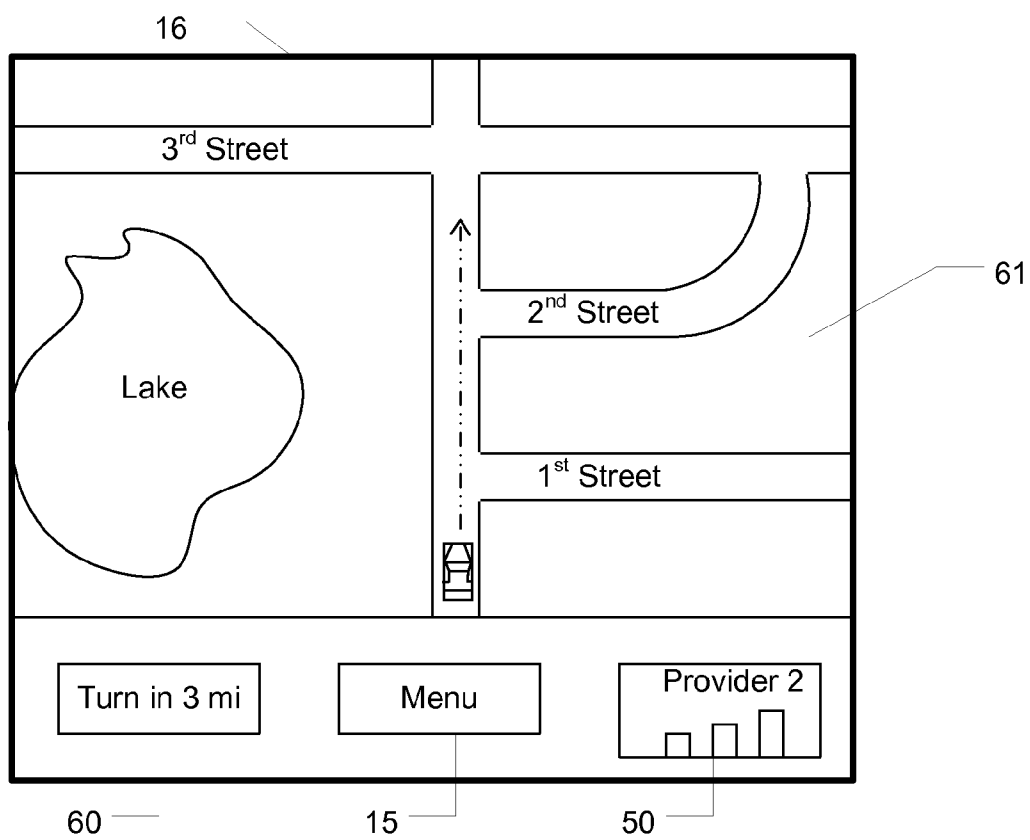 16
3rd Street
61
2nd Street
Lake
1st Street
Turn in 3 mi
Menu
Provider 2
60
15
50